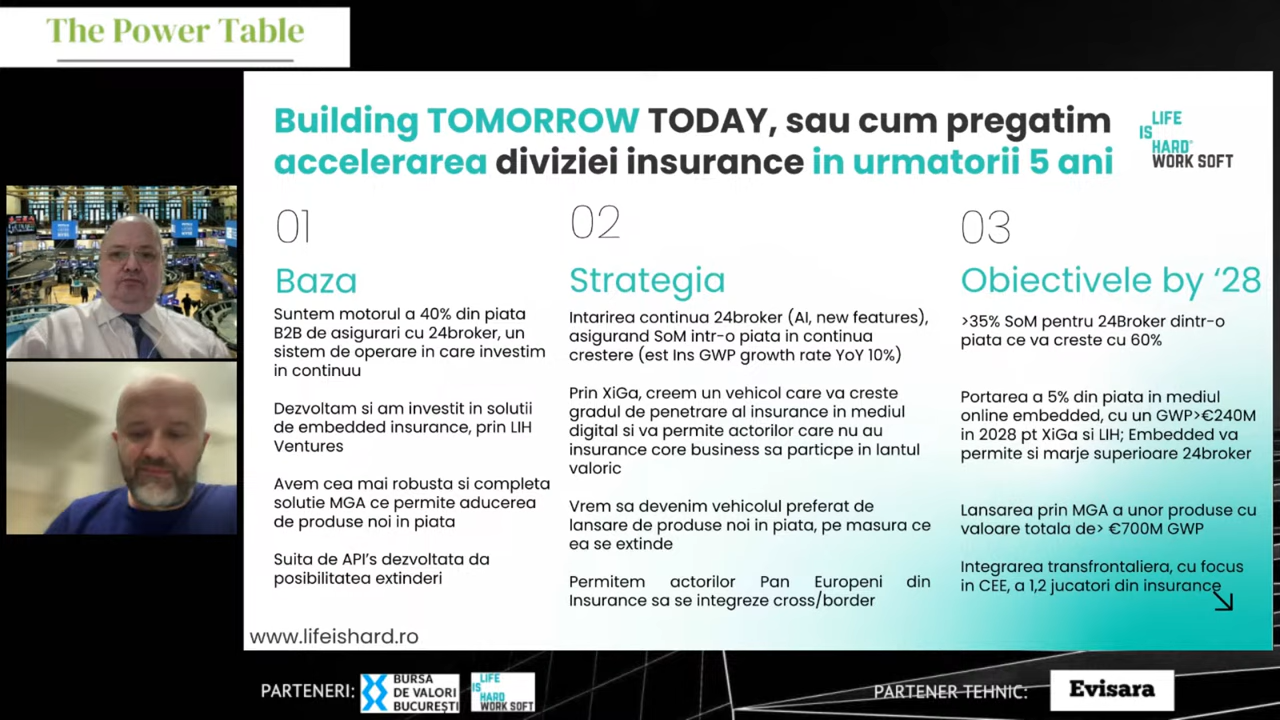 The Power Table
Building TOMORROW TODAY, sau cum pregatim
accelerarea diviziei insurance in urmatorii 5 ani
LIFE
IS
HARD
WORK SOFT
01
Baza
Suntem motorul a 40% din piata
B2B de asigurari cu 24broker, un
sistem de operare in care investim
in continuu
Dezvoltam si am investit in solutii
de embedded insurance, prin LIH
Ventures
Avem cea mai robusta si completa
solutie MGA ce permite aducerea
de produse noi in piata
Suita de API's dezvoltata da
posibilitatea extinderii
02
Strategia
Intarirea continua 24broker (AI, new features),
asigurand SoM intr-o piata in continua
crestere (est Ins GWP growth rate YoY 10%)
Prin XiGa, creem un vehicol care va creste
gradul de penetrare al insurance in mediul
digital si va permite actorilor care nu au
insurance core business sa particpe in lantul
valoric
Vrem sa devenim vehicolul preferat de
lansare de produse noi in piata, pe masura ce
ea se extinde
Permitem actorilor Pan Europeni din
Insurance sa se integreze cross/border
03
Obiectivele by ‘28
>35% SoM pentru 24Broker dintr-o
piata ce va creste cu 60%
Portarea a 5% din piata in mediul
online embedded, cu un GWP>€240M
in 2028 pt XiGa si LIH; Embedded va
permite si marje superioare 24broker
Lansarea prin MGA a unor produse cu
valoare totala de> €700M GWP
Integrarea transfrontaliera, cu focus
in CEE, a 1,2 jucatori din insurance
www.lifeishard.ro
PARTENERI:
BURSA
DE VALORI
BUCUREȘTI
LIFE
IS
HARD
WORK SOFT
PARTENER TEHNIC:
Evisara